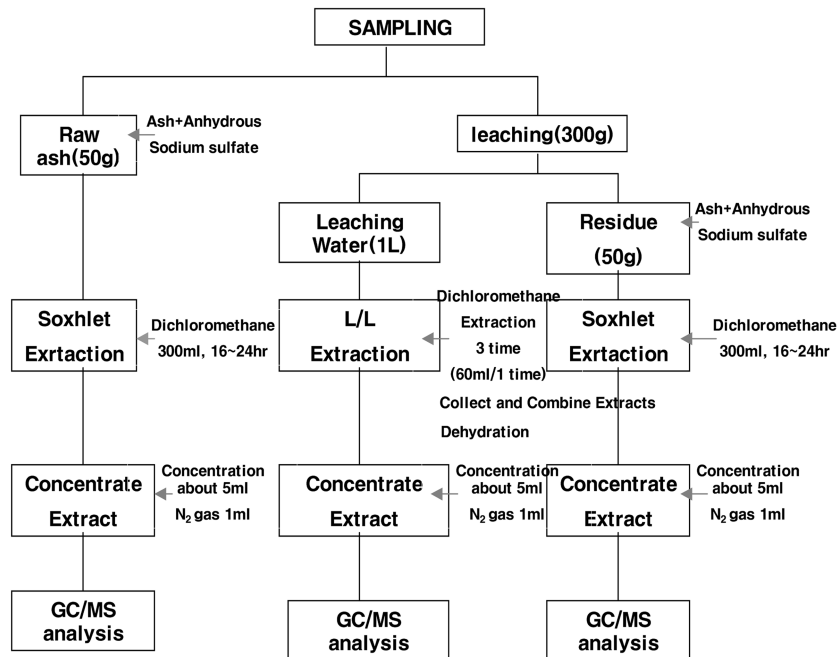 SAMPLING
Raw
ash(50g)
Ash+Anhydrous
Sodium sulfate
leaching(300g)
Leaching
Water(1L)
Residue
(50g)
Ash+Anhydrous
Sodium sulfate
Soxhlet
Exrtaction
Dichloromethane
300ml, 16~24hr
L/L
Extraction
Dichloromethane
Extraction
3 time
(60ml/1 time)
Collect and Combine Extracts
Dehydration
Soxhlet
Exrtaction
Dichloromethane
300ml, 16~24hr
Concentrate
Extract
Concentration
about 5ml
N₂ gas 1ml
Concentrate
Extract
Concentration
about 5ml
N₂ gas 1ml
Concentrate
Extract
Concentration
about 5ml
N₂ gas 1ml
GC/MS
analysis
GC/MS
analysis
GC/MS
analysis